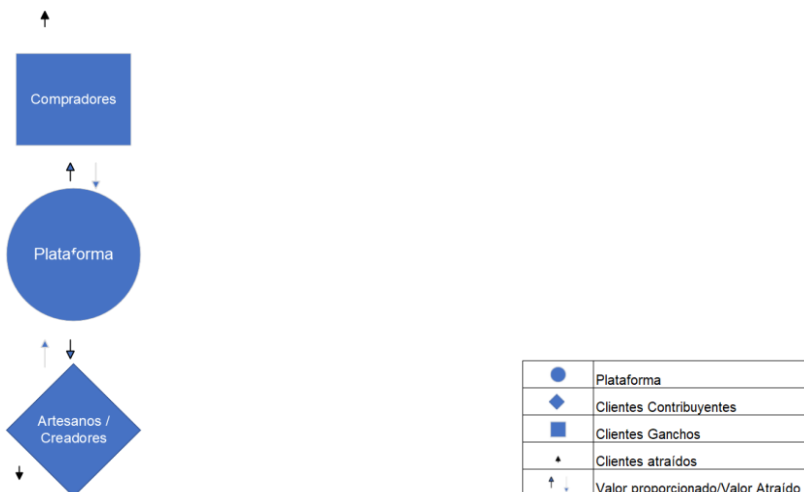 Compradores
Plataforma
Artesanos /
Creadores
Plataforma
Clientes Contribuyentes
Clientes Ganchos
Clientes atraídos
Valor proporcionado/Valor Atraído